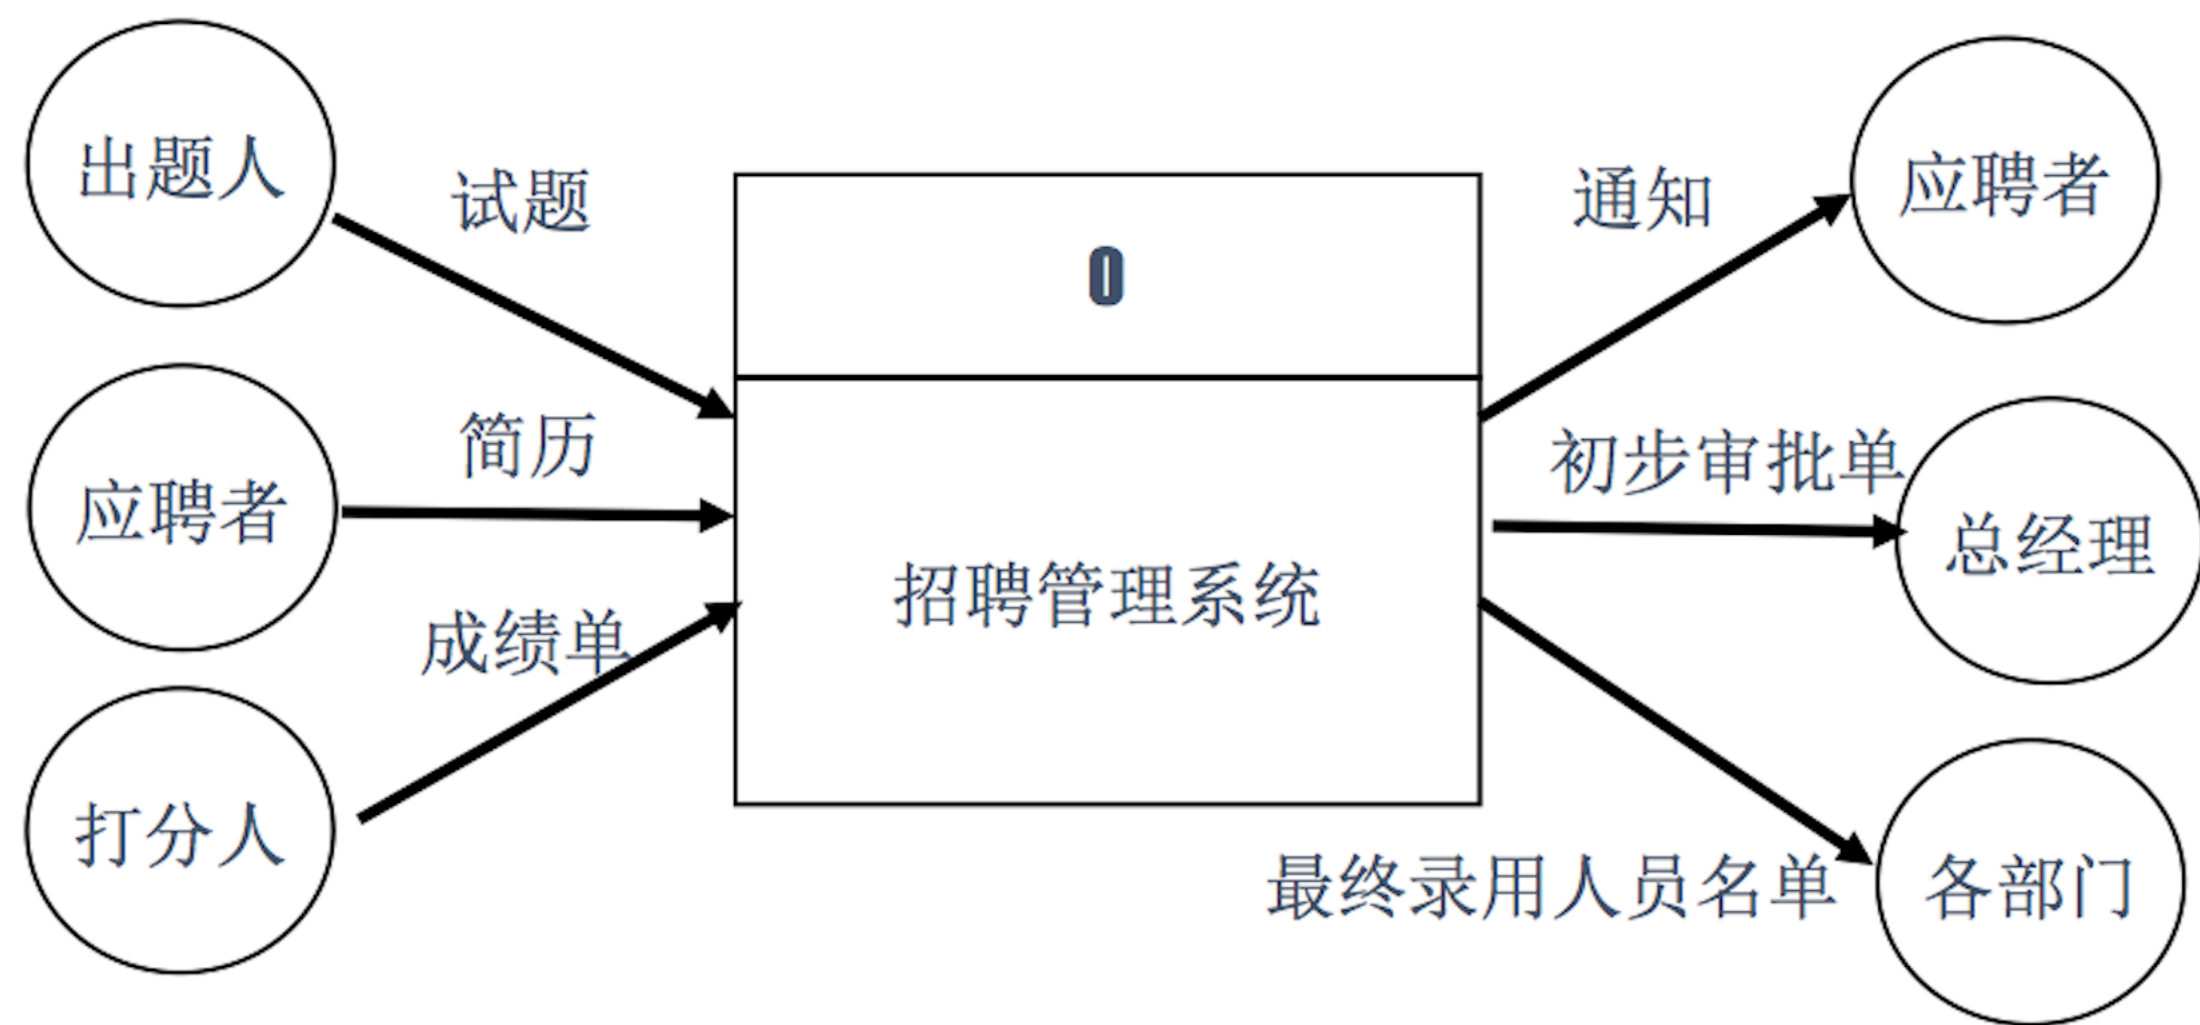 出题人
试题
应聘者
简历
打分人
成绩单
0
招聘管理系统
通知
应聘者
初步审批单
总经理
最终录用人员名单
各部门